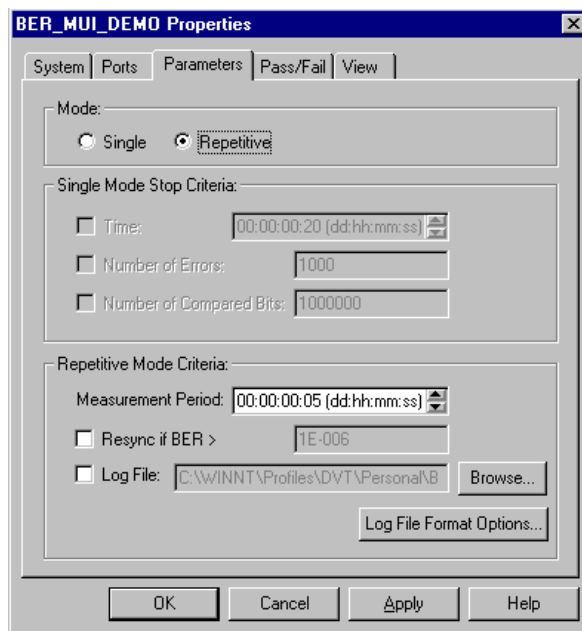 BER_MUI_DEMO Properties
System Ports Parameters Pass/Fail View
Mode:
Single Repetitive
Single Mode Stop Criteria:
Time: 00:00:00:20 (dd:hh:mm:ss)
Number of Errors: 1000
Number of Compared Bits: 1000000
Repetitive Mode Criteria:
Measurement Period: 00:00:00:05 (dd:hh:mm:ss)
Resync if BER > 1E-006
Log File: C:\WINNT\Profiles\DVT\Personal\B Browse...
Log File Format Options...
OK Cancel Apply Help